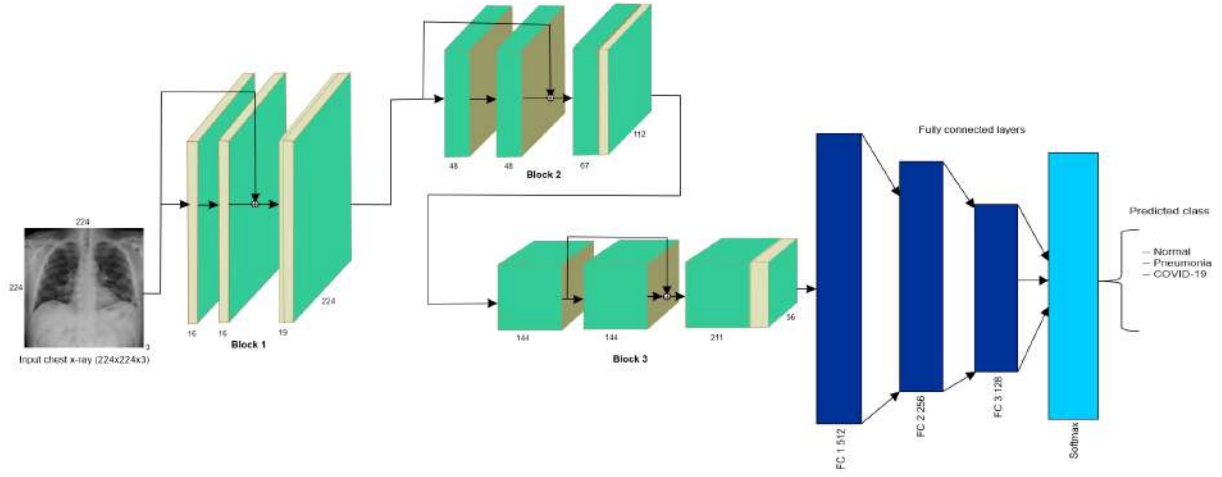 224
224
3
Input chest x-ray (224x224x3)
16
16
19
224
Block 1
48
48
67
112
Block 2
144
144
211
56
Block 3
Fully connected layers
FC 1 512
FC 2 256
FC 3 128
Softmax
Predicted class
— Normal
— Pneumonia
— COVID-19